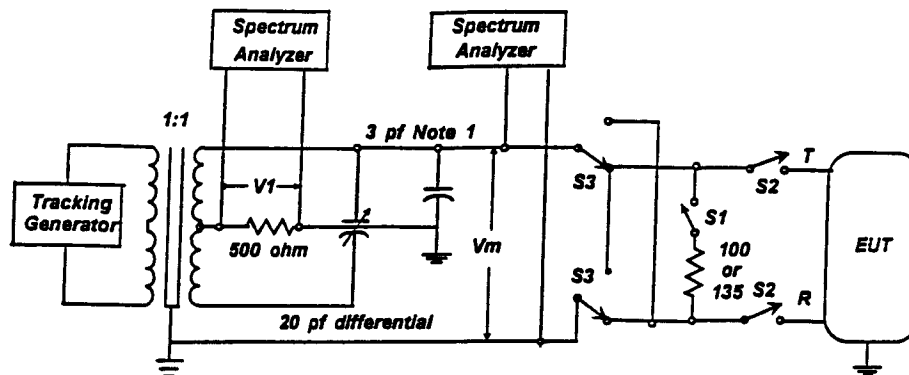 Spectrum
Analyzer
Spectrum
Analyzer
1:1
3 pf Note 1
V1
Tracking
Generator
500 ohm
20 pf differential
Vm
S3
S3
S1
100
or
135
S2
T
S2
R
EUT